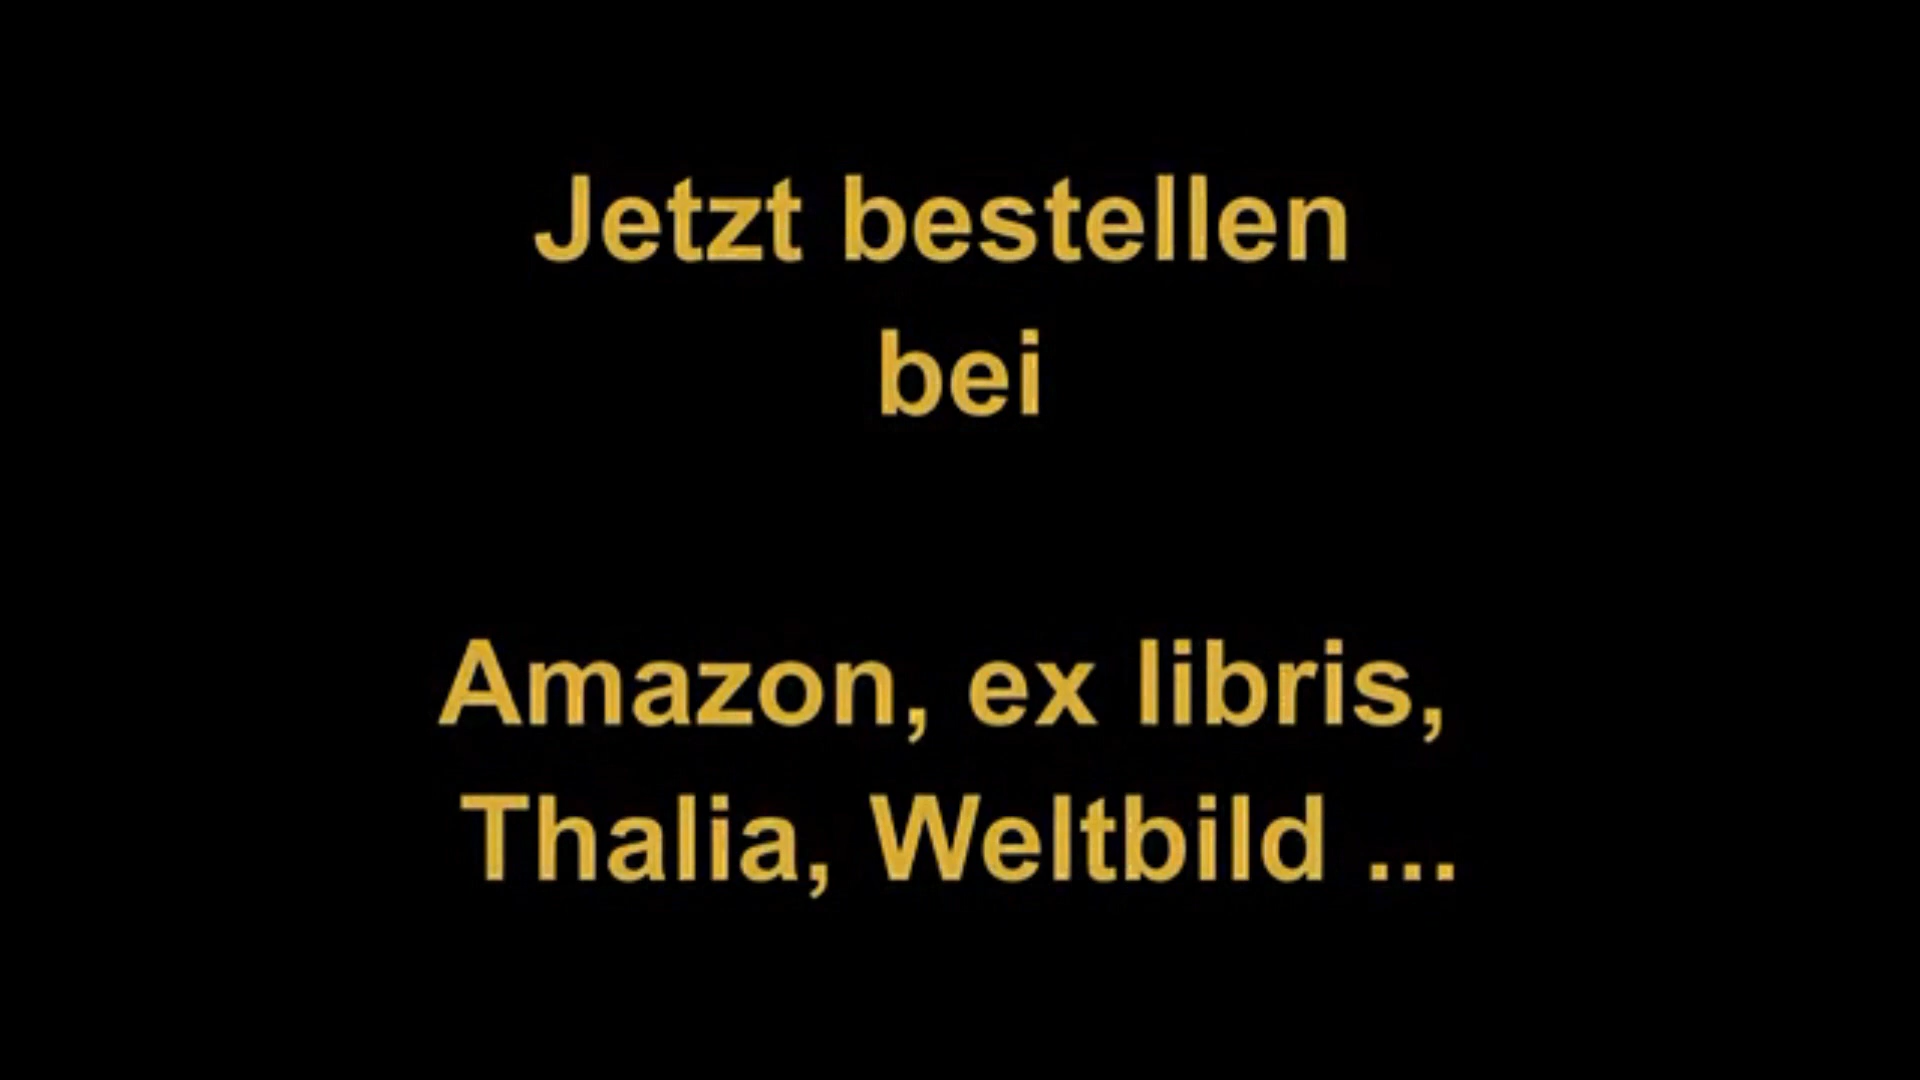 Jetzt bestellen
bei
Amazon, ex libris,
Thalia, Weltbild ...